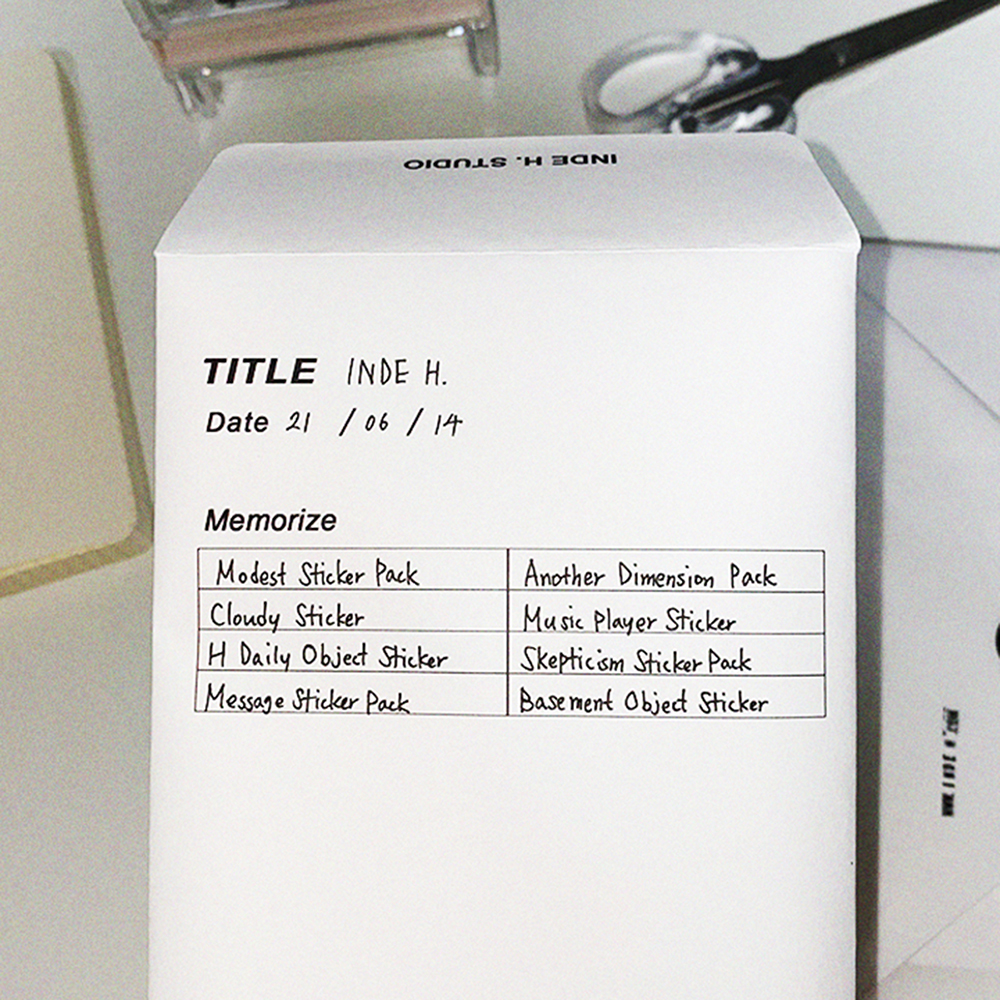 INDE H. STUDIO
TITLE INDE H.
Date 21 / 06 / 14
Memorize
Modest Sticker Pack Another Dimension Pack
Cloudy Sticker Music Player Sticker
H Daily Object Sticker Skepticism Sticker Pack
Message Sticker Pack Basement Object Sticker